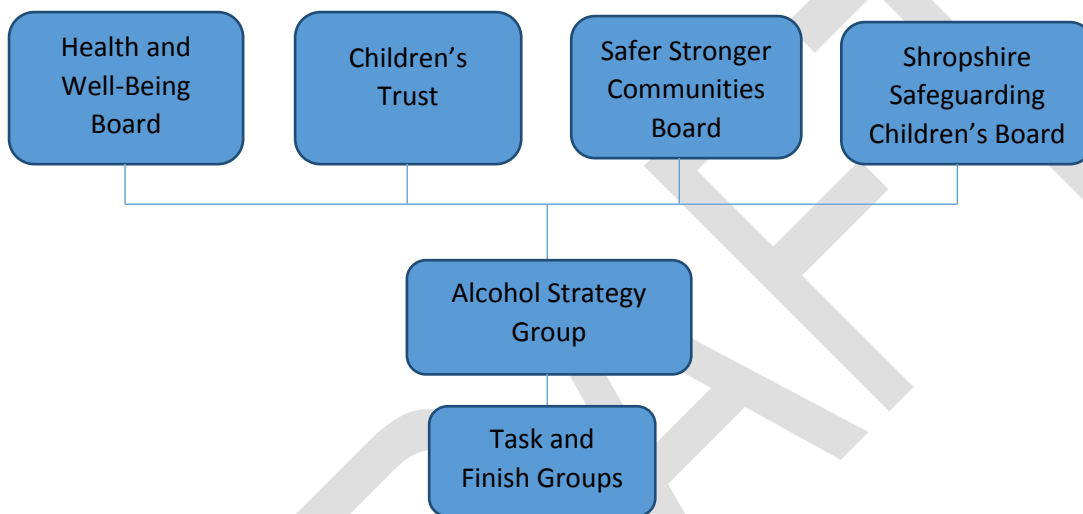 Health and
Well-Being
Board
Children’s
Trust
Safer Stronger
Communities
Board
Shropshire
Safeguarding
Children’s Board
Alcohol Strategy
Group
Task and
Finish Groups